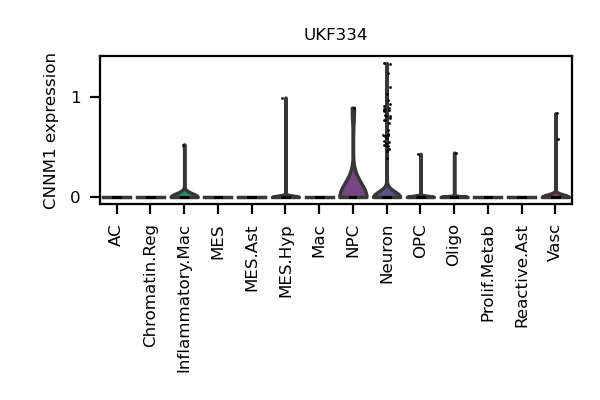 UKF334
CNNM1 expression
1
0
AC
Chromatin.Reg
Inflammatory.Mac
MES
MES.Ast
MES.Hyp
Mac
NPC
Neuron
OPC
Oligo
Prolif.Metab
Reactive.Ast
Vasc